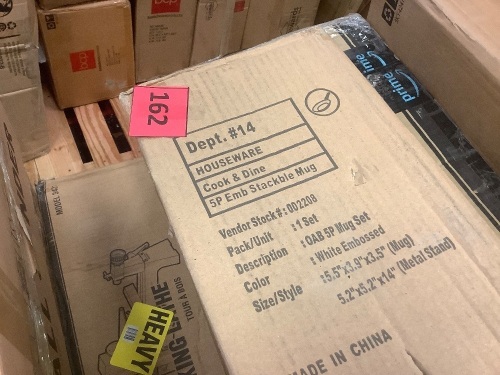 162
prime
Dept. #14
HOUSEWARE
Cook & Dine
5P Emb Stackble Mug
Vendor Stock#: 0D2208
Pack/Unit : 1 Set
Description : OAB 5P Mug Set
Color : White Embossed
Size/Style : 5.5"x3.9"x3.5" (Mug)
5.2"x5.2"x14" (Metal Stand)
MADE IN CHINA
HEAVY